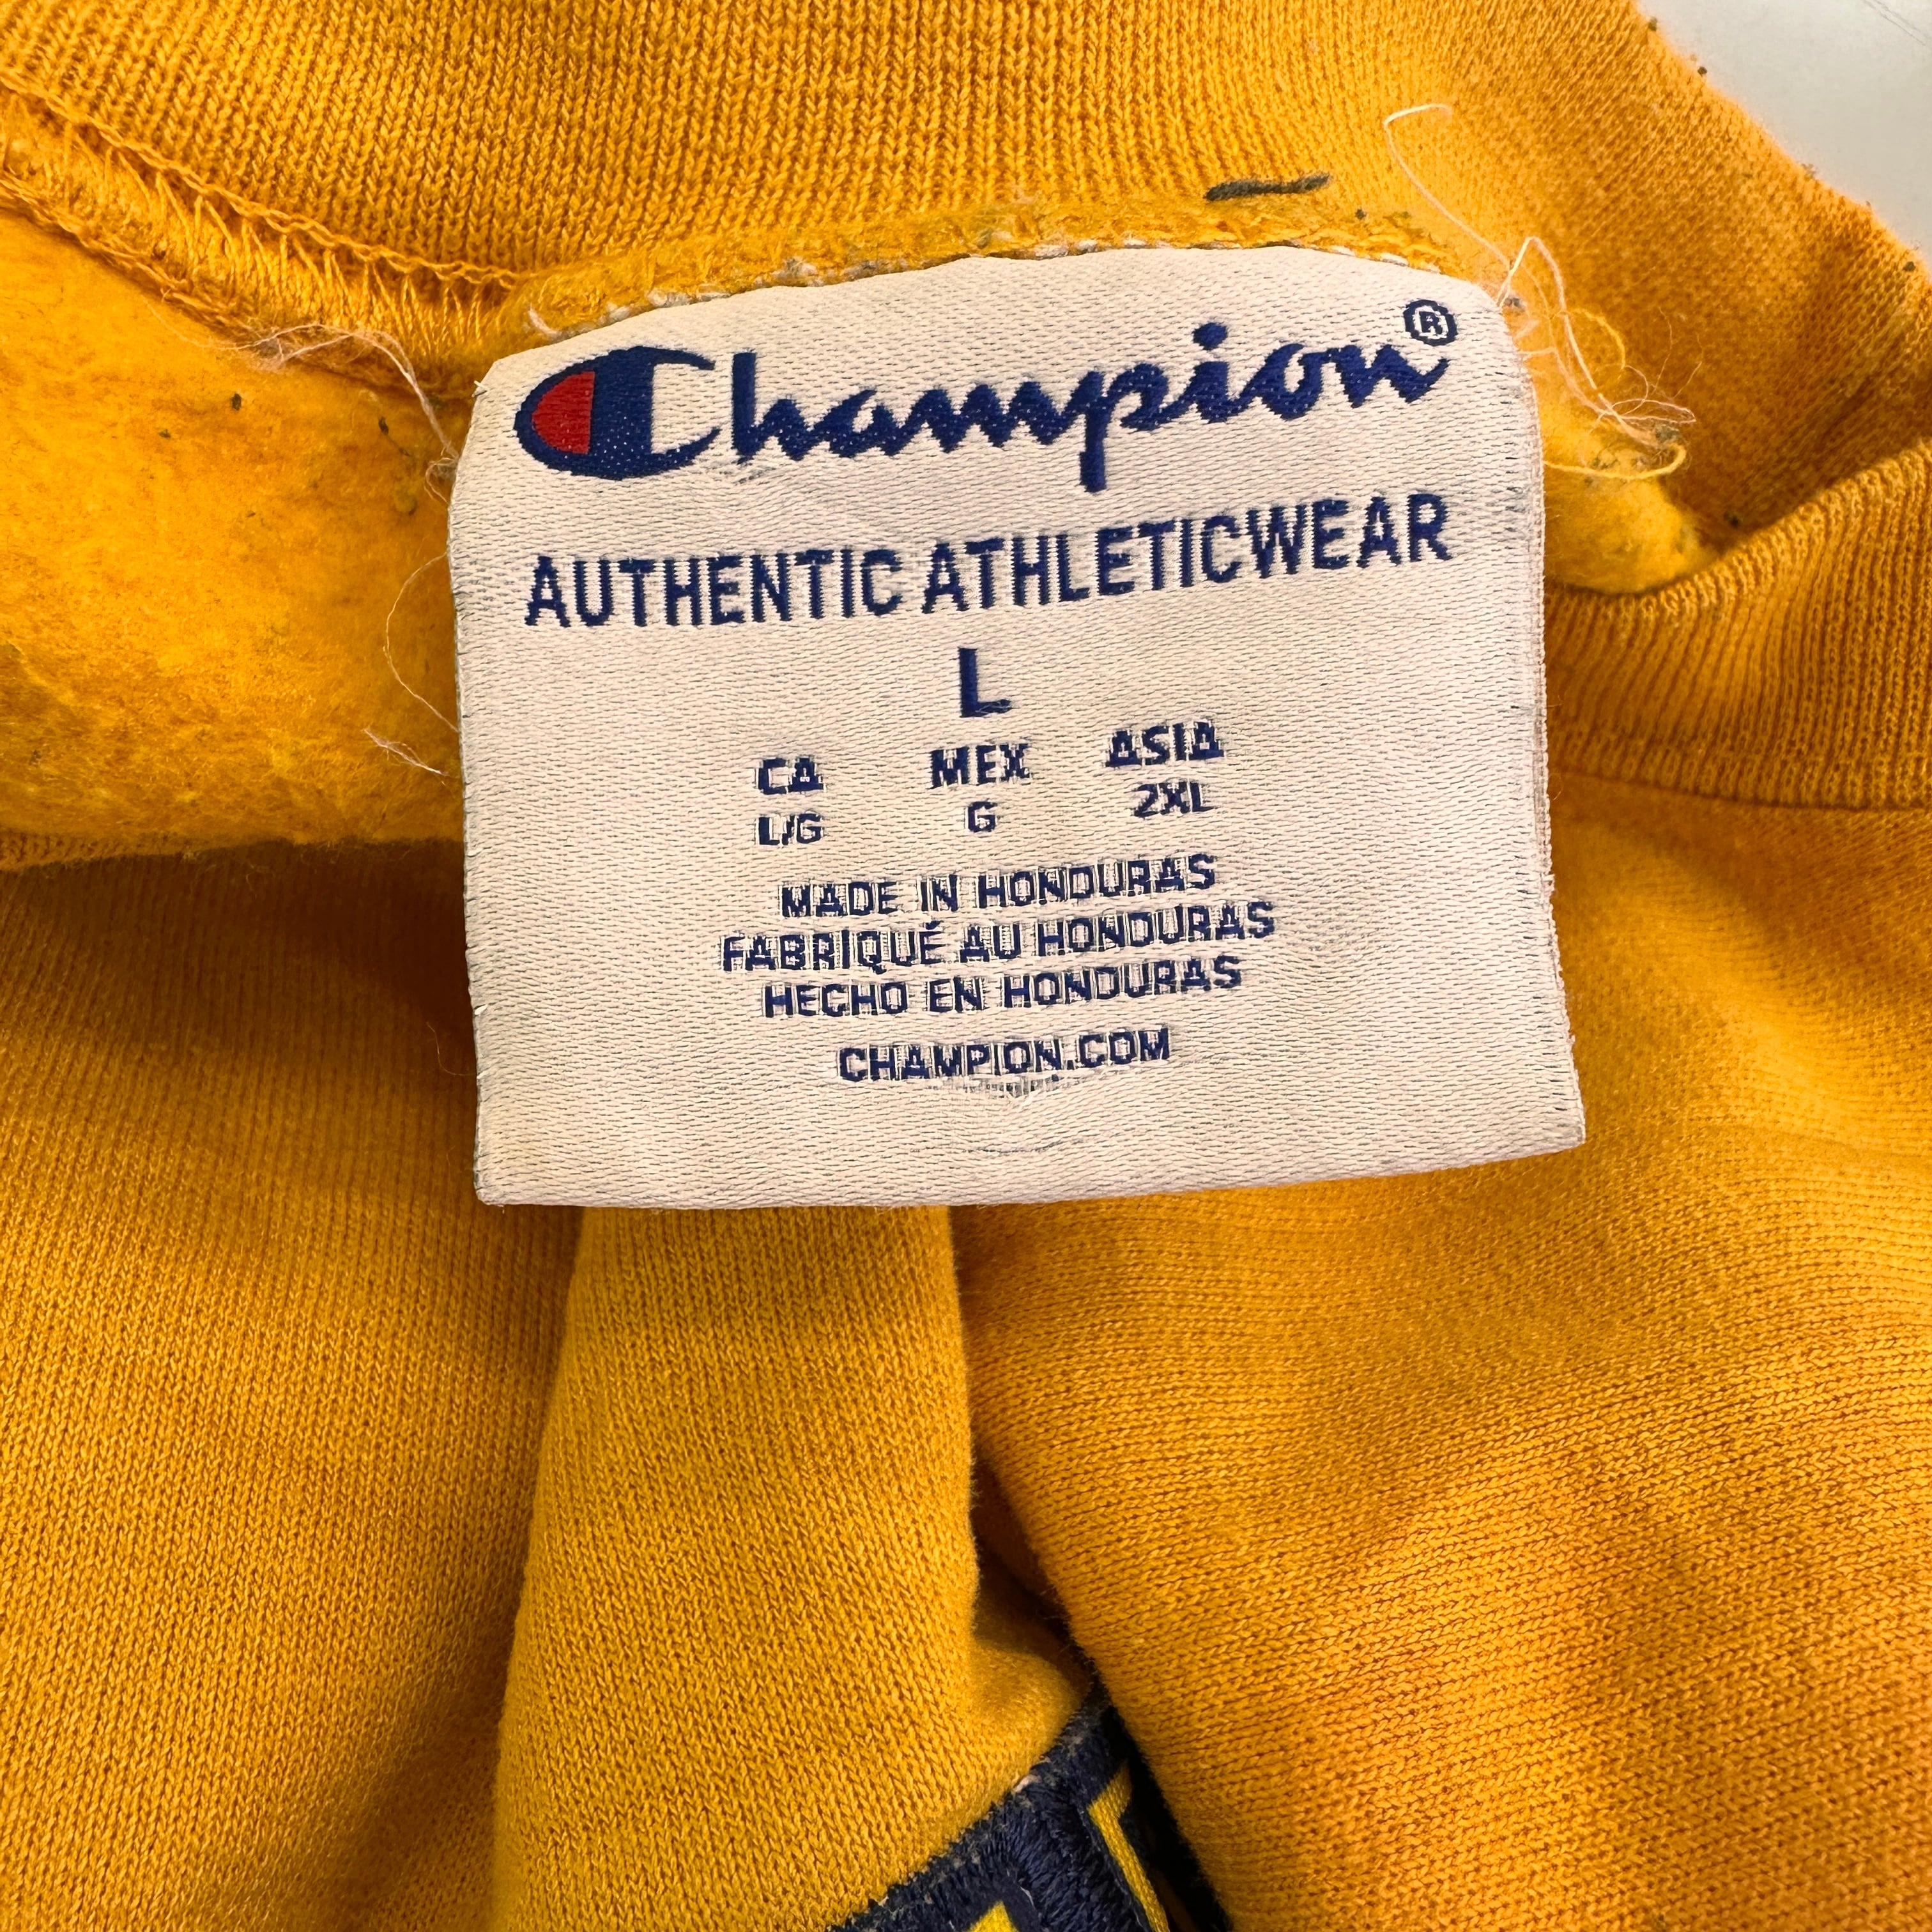 Champion®
AUTHENTIC ATHLETICWEAR
L
CA MEX ASIA
L/G G 2XL
MADE IN HONDURAS
FABRIQUÉ AU HONDURAS
HECHO EN HONDURAS
CHAMPION.COM